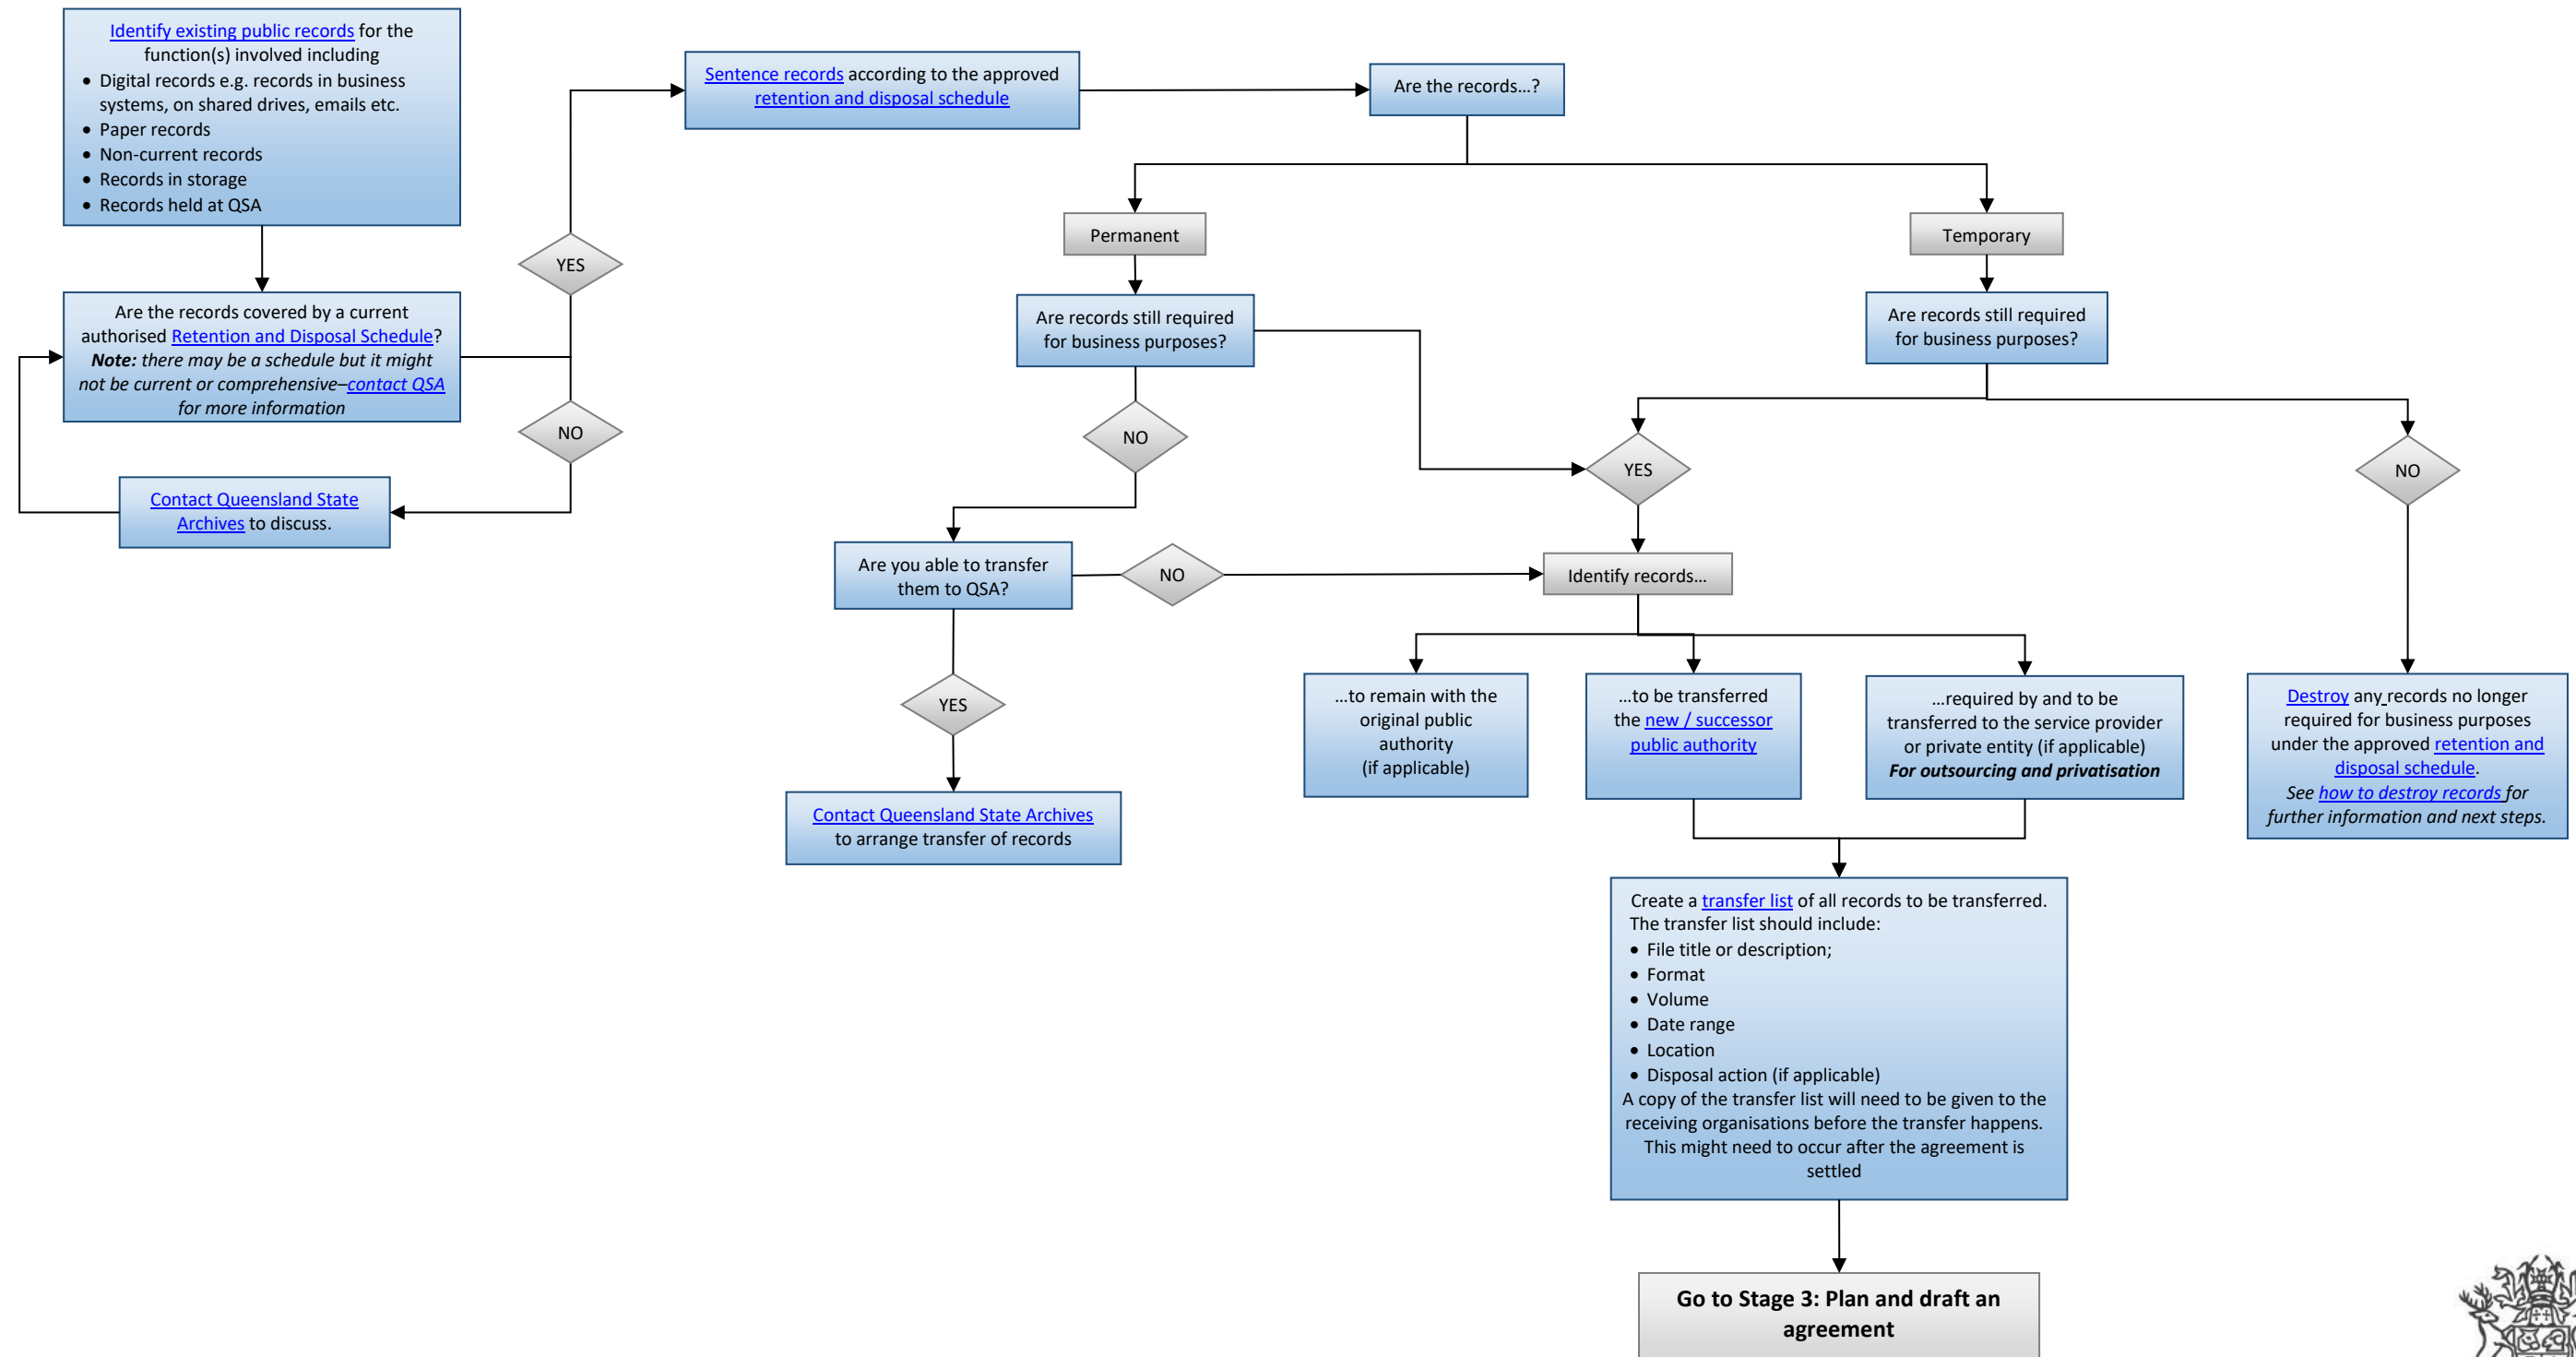 Identify existing public records for the
function(s) involved including
• Digital records e.g. records in business
systems, on shared drives, emails etc.
• Paper records
• Non-current records
• Records in storage
• Records held at QSA
Are the records covered by a current
authorised Retention and Disposal Schedule?
Note: there may be a schedule but it might
not be current or comprehensive–contact QSA
for more information
YES
NO
Contact Queensland State
Archives to discuss.
Sentence records according to the approved
retention and disposal schedule
Are the records...?
Permanent
Temporary
Are records still required
for business purposes?
Are records still required
for business purposes?
NO
YES
NO
Are you able to transfer
them to QSA?
NO
Identify records...
YES
Contact Queensland State Archives
to arrange transfer of records
...to remain with the
original public
authority
(if applicable)
...to be transferred
the new / successor
public authority
...required by and to be
transferred to the service provider
or private entity (if applicable)
For outsourcing and privatisation
Destroy any records no longer
required for business purposes
under the approved retention and
disposal schedule.
See how to destroy records for
further information and next steps.
Create a transfer list of all records to be transferred.
The transfer list should include:
• File title or description;
• Format
• Volume
• Date range
• Location
• Disposal action (if applicable)
A copy of the transfer list will need to be given to the
receiving organisations before the transfer happens.
This might need to occur after the agreement is
settled
Go to Stage 3: Plan and draft an
agreement